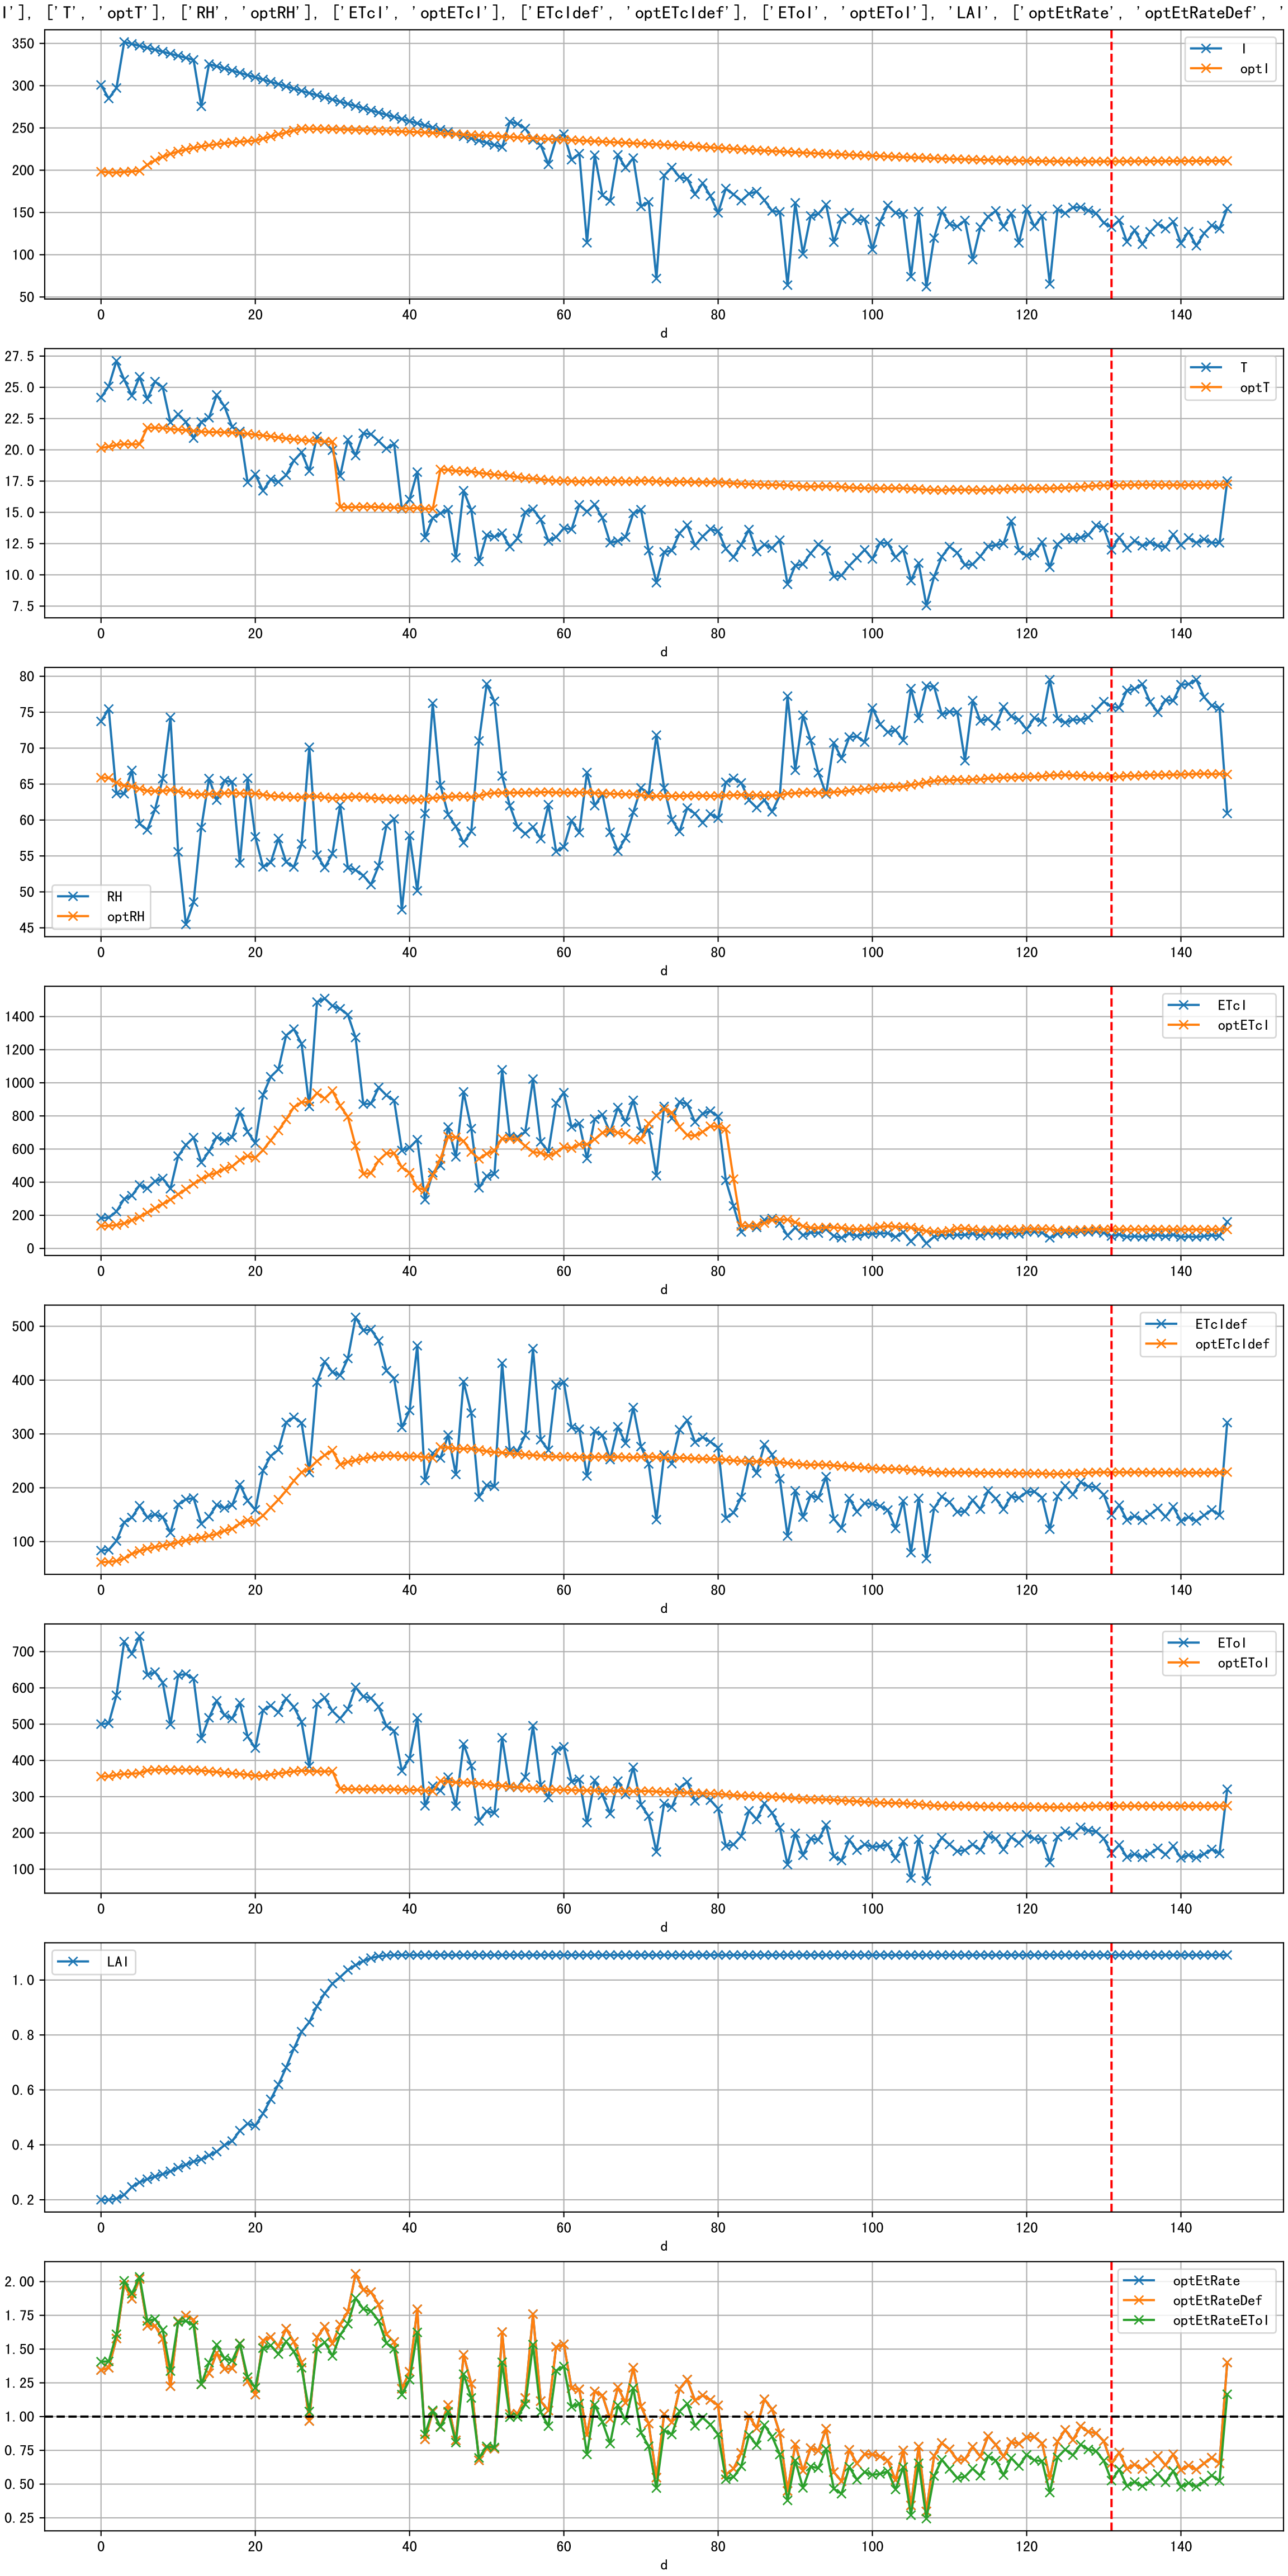 I'], ['T', 'optT'], ['RH', 'optRH'], ['ETcI', 'optETcI'], ['ETcIdef', 'optETcIdef'], ['EToI', 'optEToI'], 'LAI', ['optEtRate', 'optEtRateDef', '
350
300
250
200
150
100
50
I
optI
0 20 40 60 80 100 120 140
d
27.5
25.0
22.5
20.0
17.5
15.0
12.5
10.0
7.5
T
optT
0 20 40 60 80 100 120 140
d
80
75
70
65
60
55
50
45
RH
optRH
0 20 40 60 80 100 120 140
d
1400
1200
1000
800
600
400
200
0
ETcI
optETcI
0 20 40 60 80 100 120 140
d
500
400
300
200
100
ETcIdef
optETcIdef
0 20 40 60 80 100 120 140
d
700
600
500
400
300
200
100
EToI
optEToI
0 20 40 60 80 100 120 140
d
1.0
0.8
0.6
0.4
0.2
LAI
0 20 40 60 80 100 120 140
d
2.00
1.75
1.50
1.25
1.00
0.75
0.50
0.25
optEtRate
optEtRateDef
optEtRateEToI
0 20 40 60 80 100 120 140
d